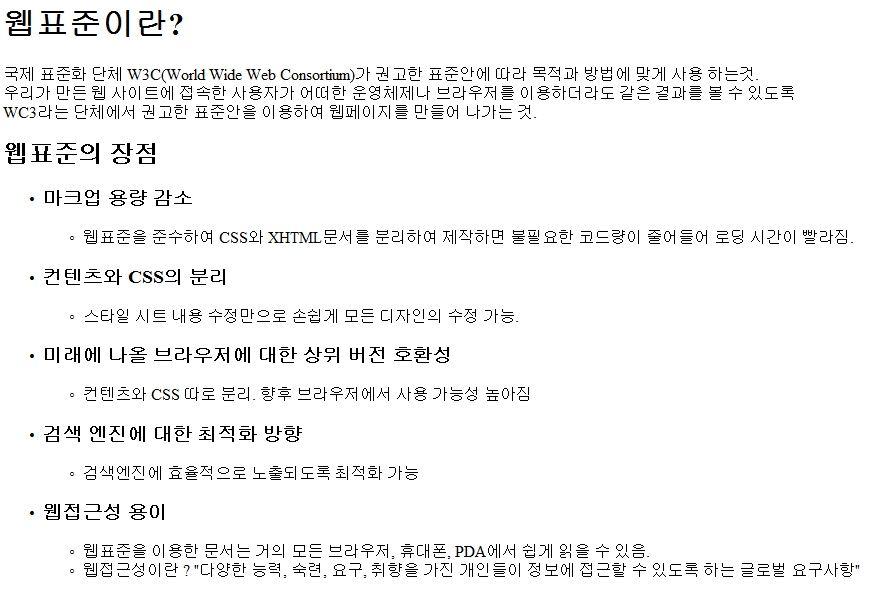 웹표준이란?
국제 표준화 단체 W3C(World Wide Web Consortium)가 권고한 표준안에 따라 목적과 방법에 맞게 사용 하는것.
우리가 만든 웹 사이트에 접속한 사용자가 어떠한 운영체제나 브라우저를 이용하더라도 같은 결과를 볼 수 있도록
WC3라는 단체에서 권고한 표준안을 이용하여 웹페이지를 만들어 나가는 것.
웹표준의 장점
• 마크업 용량 감소
◦ 웹표준을 준수하여 CSS와 XHTML문서를 분리하여 제작하면 불필요한 코드량이 줄어들어 로딩 시간이 빨라짐.
• 컨텐츠와 CSS의 분리
◦ 스타일 시트 내용 수정만으로 손쉽게 모든 디자인의 수정 가능.
• 미래에 나올 브라우저에 대한 상위 버전 호환성
◦ 컨텐츠와 CSS 따로 분리. 향후 브라우저에서 사용 가능성 높아짐
• 검색 엔진에 대한 최적화 방향
◦ 검색엔진에 효율적으로 노출되도록 최적화 가능
• 웹접근성 용이
◦ 웹표준을 이용한 문서는 거의 모든 브라우저, 휴대폰, PDA에서 쉽게 읽을 수 있음.
◦ 웹접근성이란 ? "다양한 능력, 숙련, 요구, 취향을 가진 개인들이 정보에 접근할 수 있도록 하는 글로벌 요구사항"